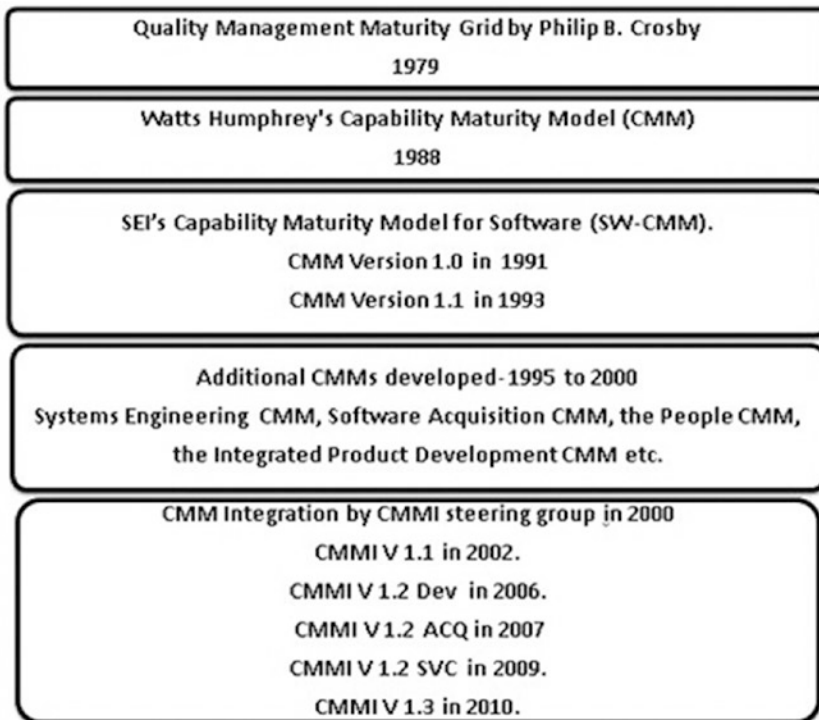 Quality Management Maturity Grid by Philip B. Crosby
1979
Watts Humphrey's Capability Maturity Model (CMM)
1988
SEI's Capability Maturity Model for Software (SW-CMM).
CMM Version 1.0 in 1991
CMM Version 1.1 in 1993
Additional CMMs developed-1995 to 2000
Systems Engineering CMM, Software Acquisition CMM, the People CMM,
the Integrated Product Development CMM etc.
CMM Integration by CMMI steering group in 2000
CMMI V 1.1 in 2002.
CMMI V 1.2 Dev in 2006.
CMMI V 1.2 ACQ in 2007
CMMI V 1.2 SVC in 2009.
CMMI V 1.3 in 2010.